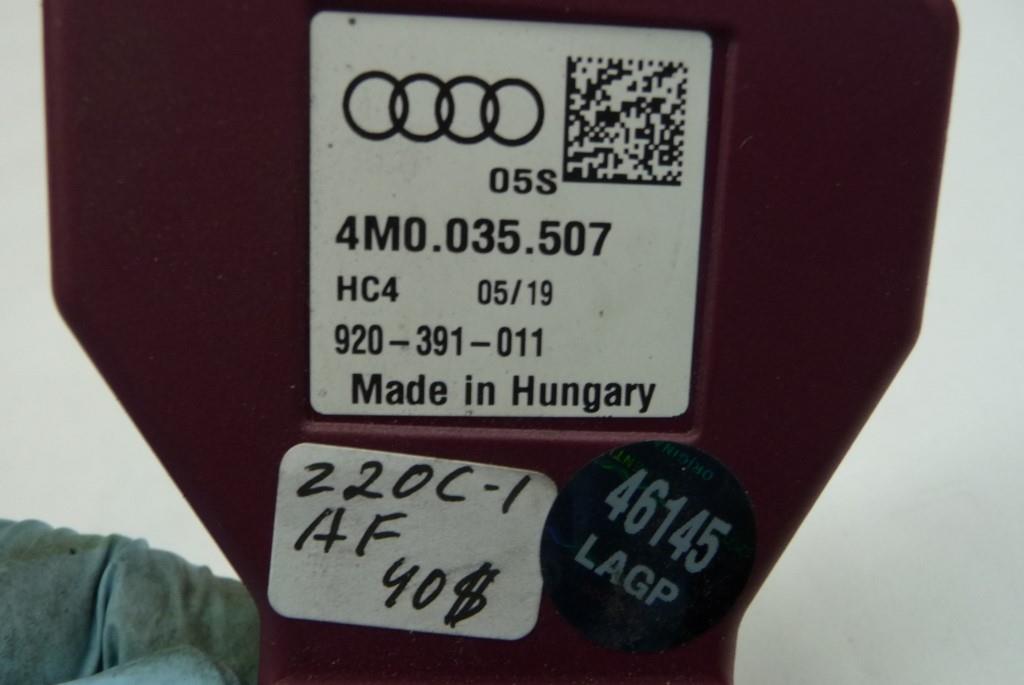 05S
4M0.035.507
HC4 05/19
920-391-011
Made in Hungary
220C-1
AF
40$
ORIGINA
46145
LAGP